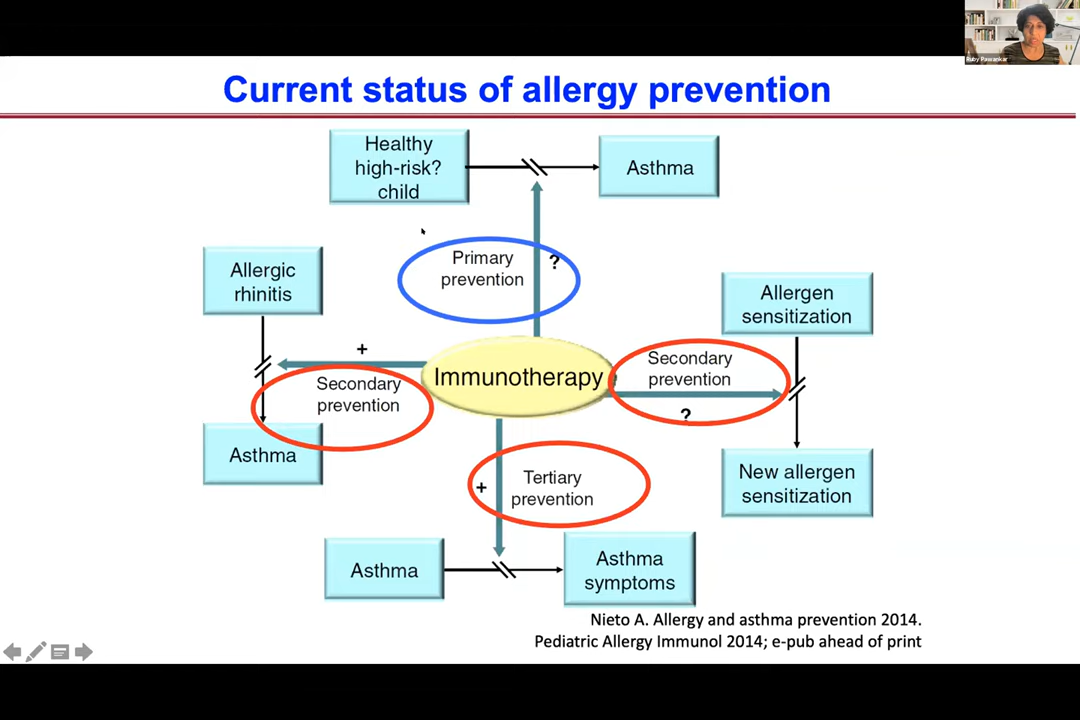 Ruby Pawankar
Current status of allergy prevention
Healthy
high-risk?
child
Asthma
Primary
prevention
?
Allergic
rhinitis
Allergen
sensitization
+
Immunotherapy
Secondary
prevention
Secondary
prevention
?
Asthma
New allergen
sensitization
+
Tertiary
prevention
Asthma
Asthma
symptoms
Nieto A. Allergy and asthma prevention 2014.
Pediatric Allergy Immunol 2014; e-pub ahead of print